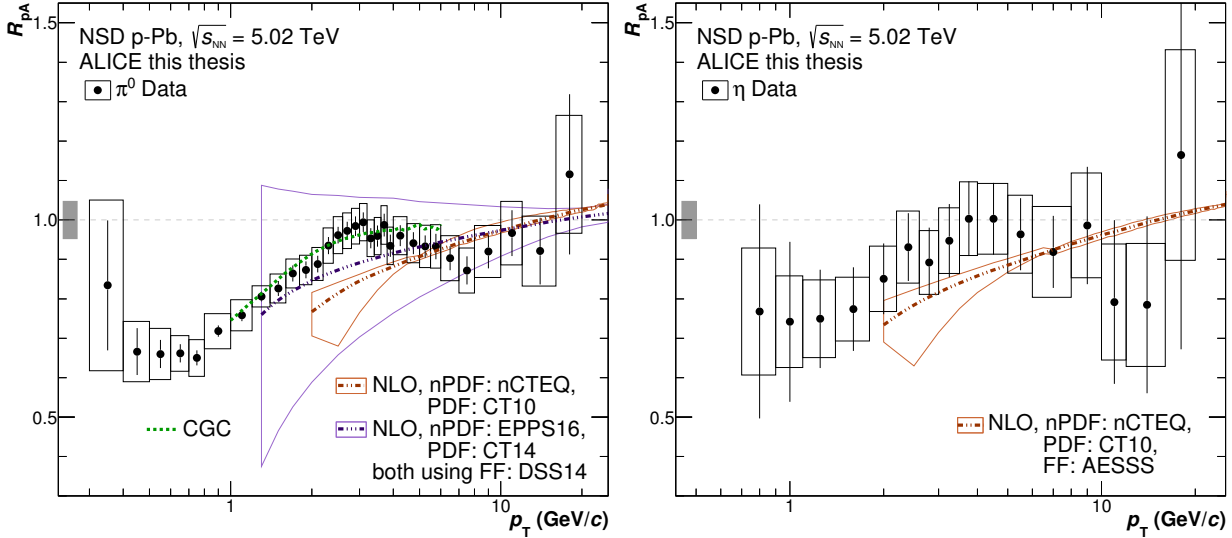 R_pA
1.5
1.0
0.5
NSD p-Pb, √s_NN = 5.02 TeV
ALICE this thesis
π⁰ Data
CGC
NLO, nPDF: nCTEQ,
PDF: CT10
NLO, nPDF: EPPS16,
PDF: CT14
both using FF: DSS14
1
10
p_T (GeV/c)
R_pA
1.5
1.0
0.5
NSD p-Pb, √s_NN = 5.02 TeV
ALICE this thesis
η Data
NLO, nPDF: nCTEQ,
PDF: CT10,
FF: AESSS
1
10
p_T (GeV/c)